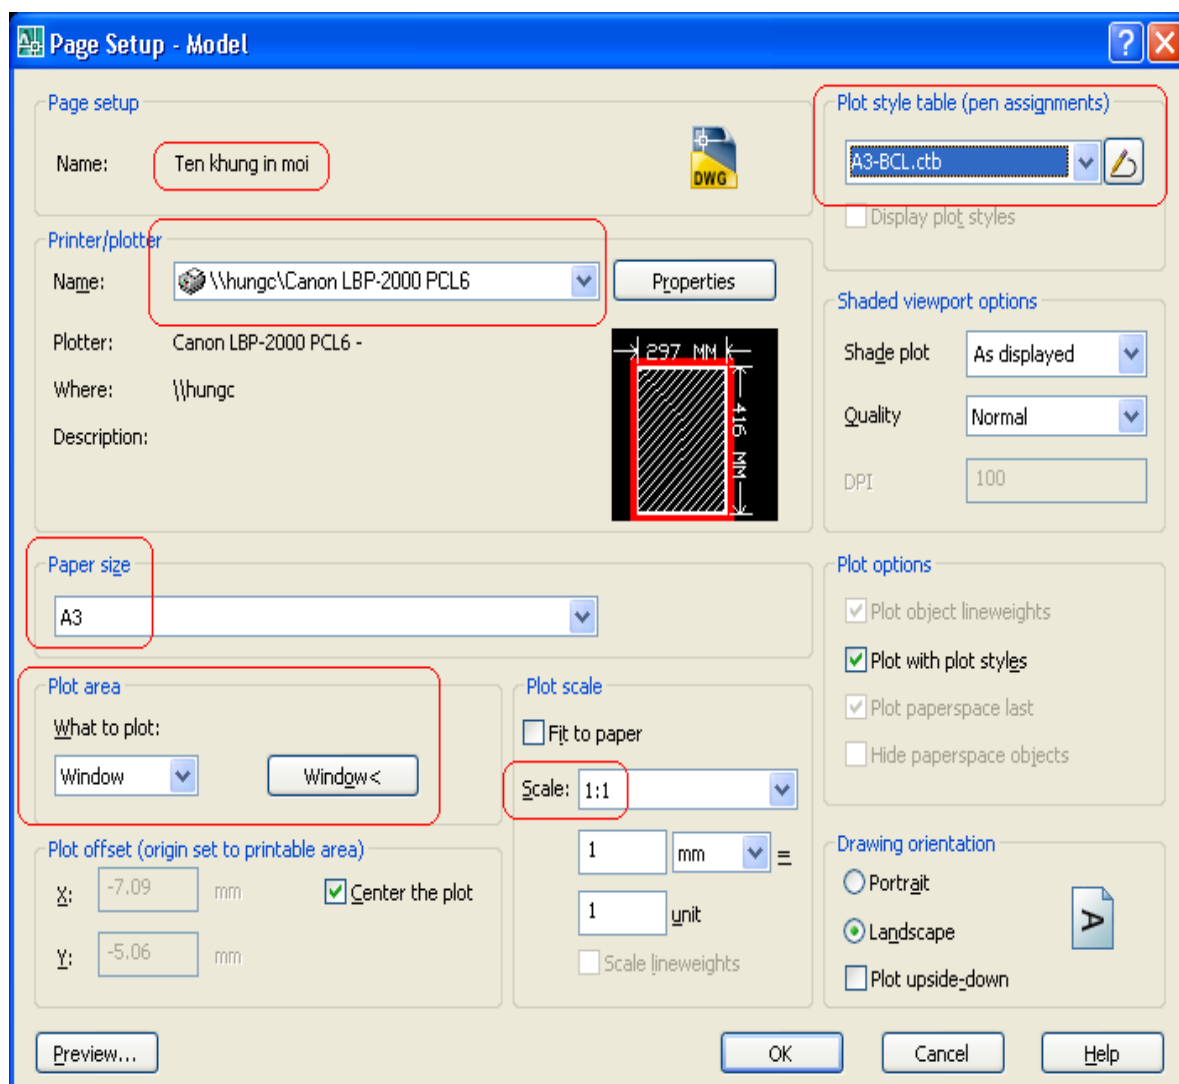 Page Setup - Model
Page setup
Name: Ten khung in moi
DWG
Plot style table (pen assignments)
A3-BCL.ctb
Display plot styles
Printer/plotter
Name: \\hungc\Canon LBP-2000 PCL6 Properties
Plotter: Canon LBP-2000 PCL6 -
Where: \\hungc
Description:
297 MM
416 MM
Shaded viewport options
Shade plot As displayed
Quality Normal
DPI 100
Paper size
A3
Plot area
What to plot:
Window Window<
Plot scale
Fit to paper
Scale: 1:1
1 mm =
1 unit
Scale lineweights
Plot options
Plot object lineweights
Plot with plot styles
Plot paperspace last
Hide paperspace objects
Plot offset (origin set to printable area)
X: -7.09 mm Center the plot
Y: -5.06 mm
Drawing orientation
Portrait
Landscape
Plot upside-down
A
Preview... OK Cancel Help